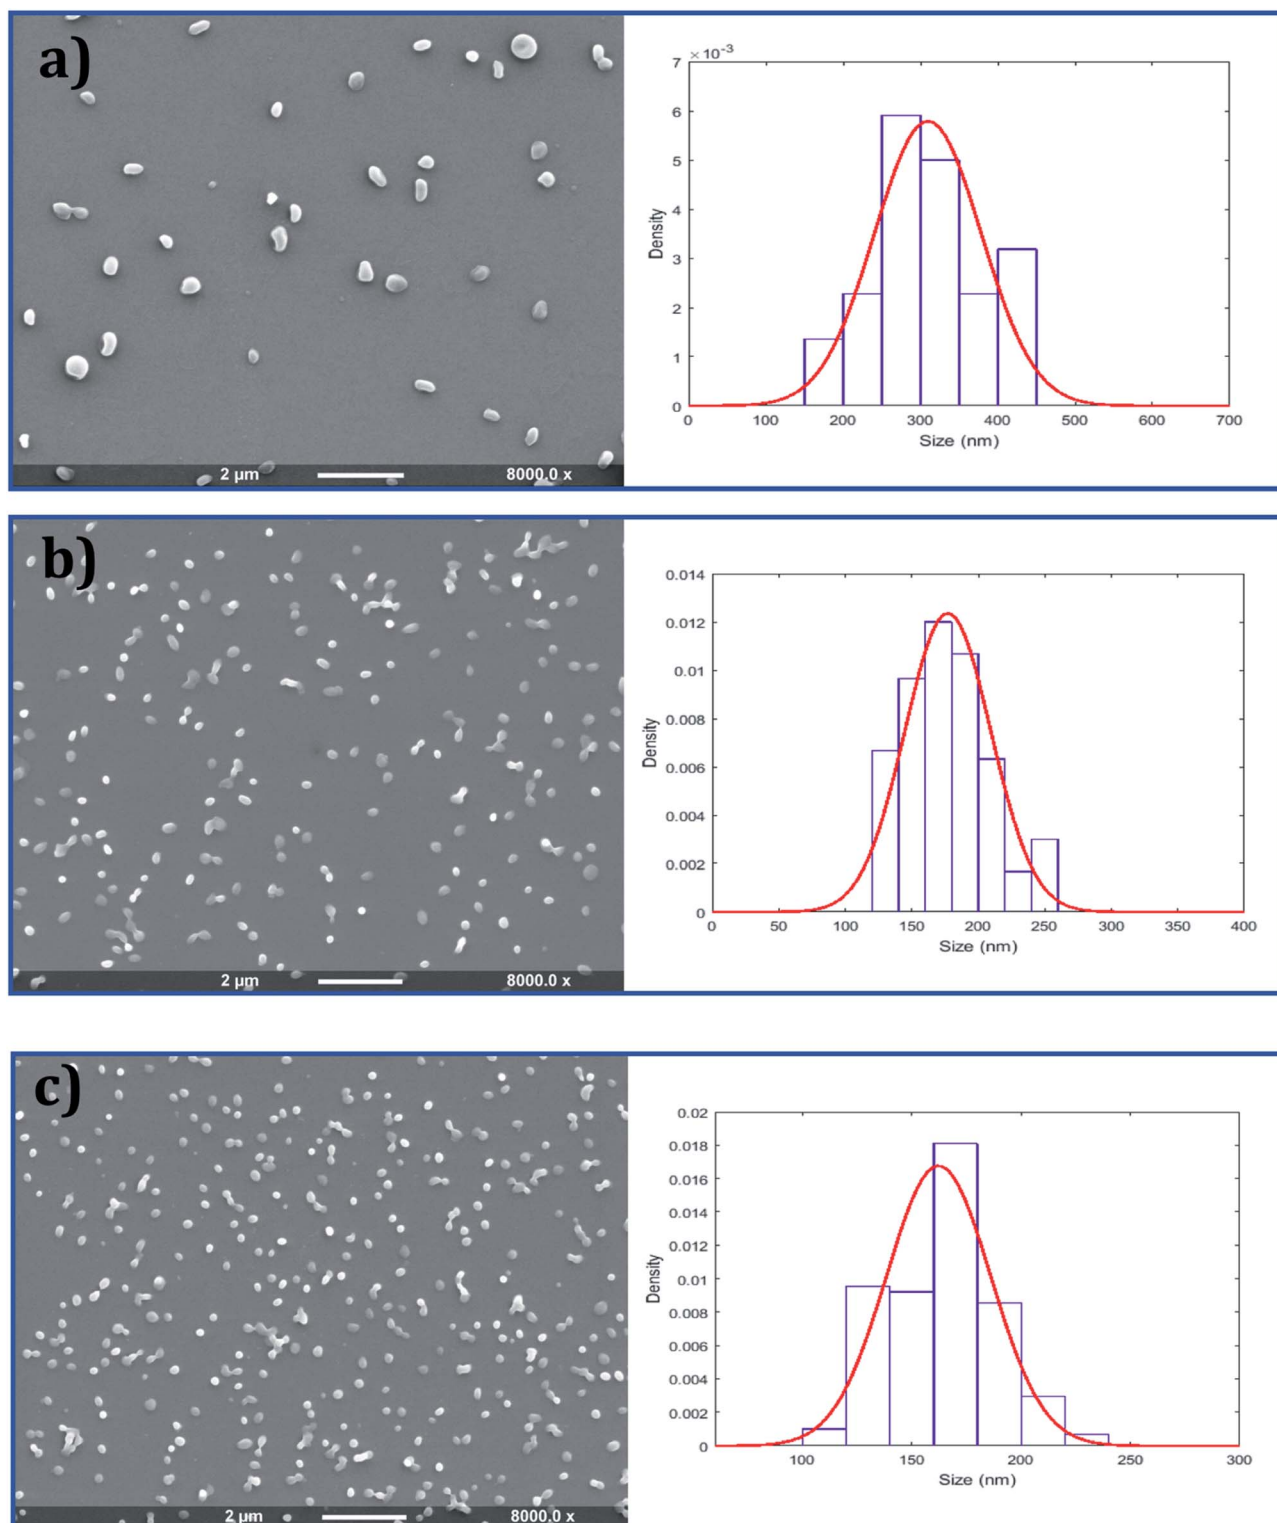 a)
2 µm 8000.0 x
×10⁻³
7
6
5
4
3
2
1
0
Density
0 100 200 300 400 500 600 700
Size (nm)
b)
2 µm 8000.0 x
0.014
0.012
0.01
0.008
0.006
0.004
0.002
0
Density
0 50 100 150 200 250 300 350 400
Size (nm)
c)
2 µm 8000.0 x
0.02
0.018
0.016
0.014
0.012
0.01
0.008
0.006
0.004
0.002
0
Density
100 150 200 250 300
Size (nm)